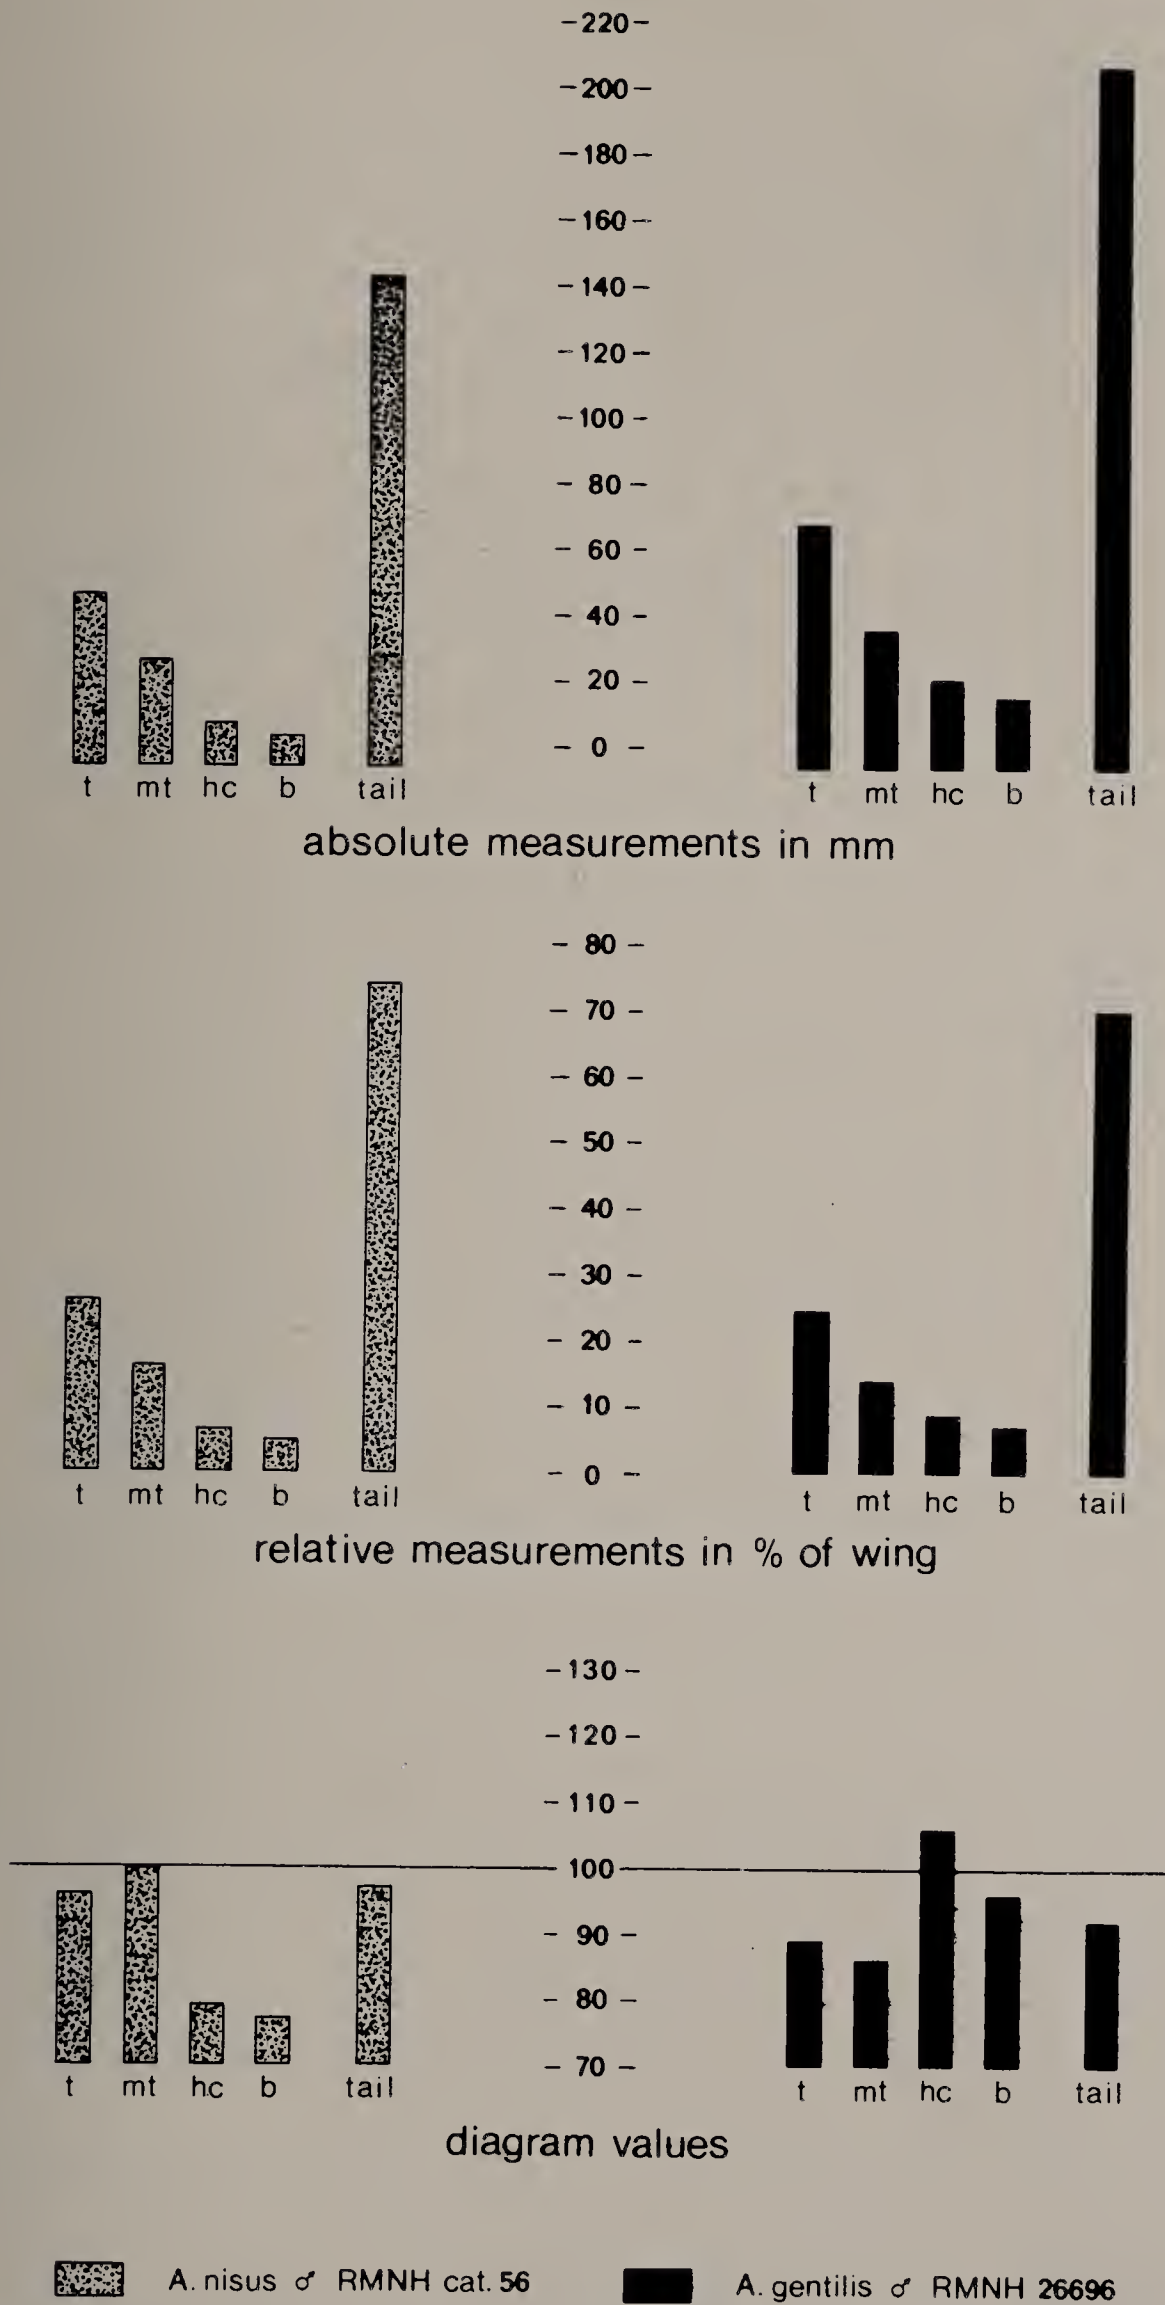 -220-
-200-
-180-
-160-
-140-
-120-
-100-
- 80 -
- 60 -
- 40 -
- 20 -
- 0 -
t mt hc b tail t mt hc b tail
absolute measurements in mm
- 80 -
- 70 -
- 60 -
- 50 -
- 40 -
- 30 -
- 20 -
- 10 -
- 0 -
t mt hc b tail t mt hc b tail
relative measurements in % of wing
-130-
-120-
-110-
100
- 90 -
- 80 -
- 70 -
t mt hc b tail t mt hc b tail
diagram values
A. nisus ♂ RMNH cat. 56 A. gentilis ♂ RMNH 26696